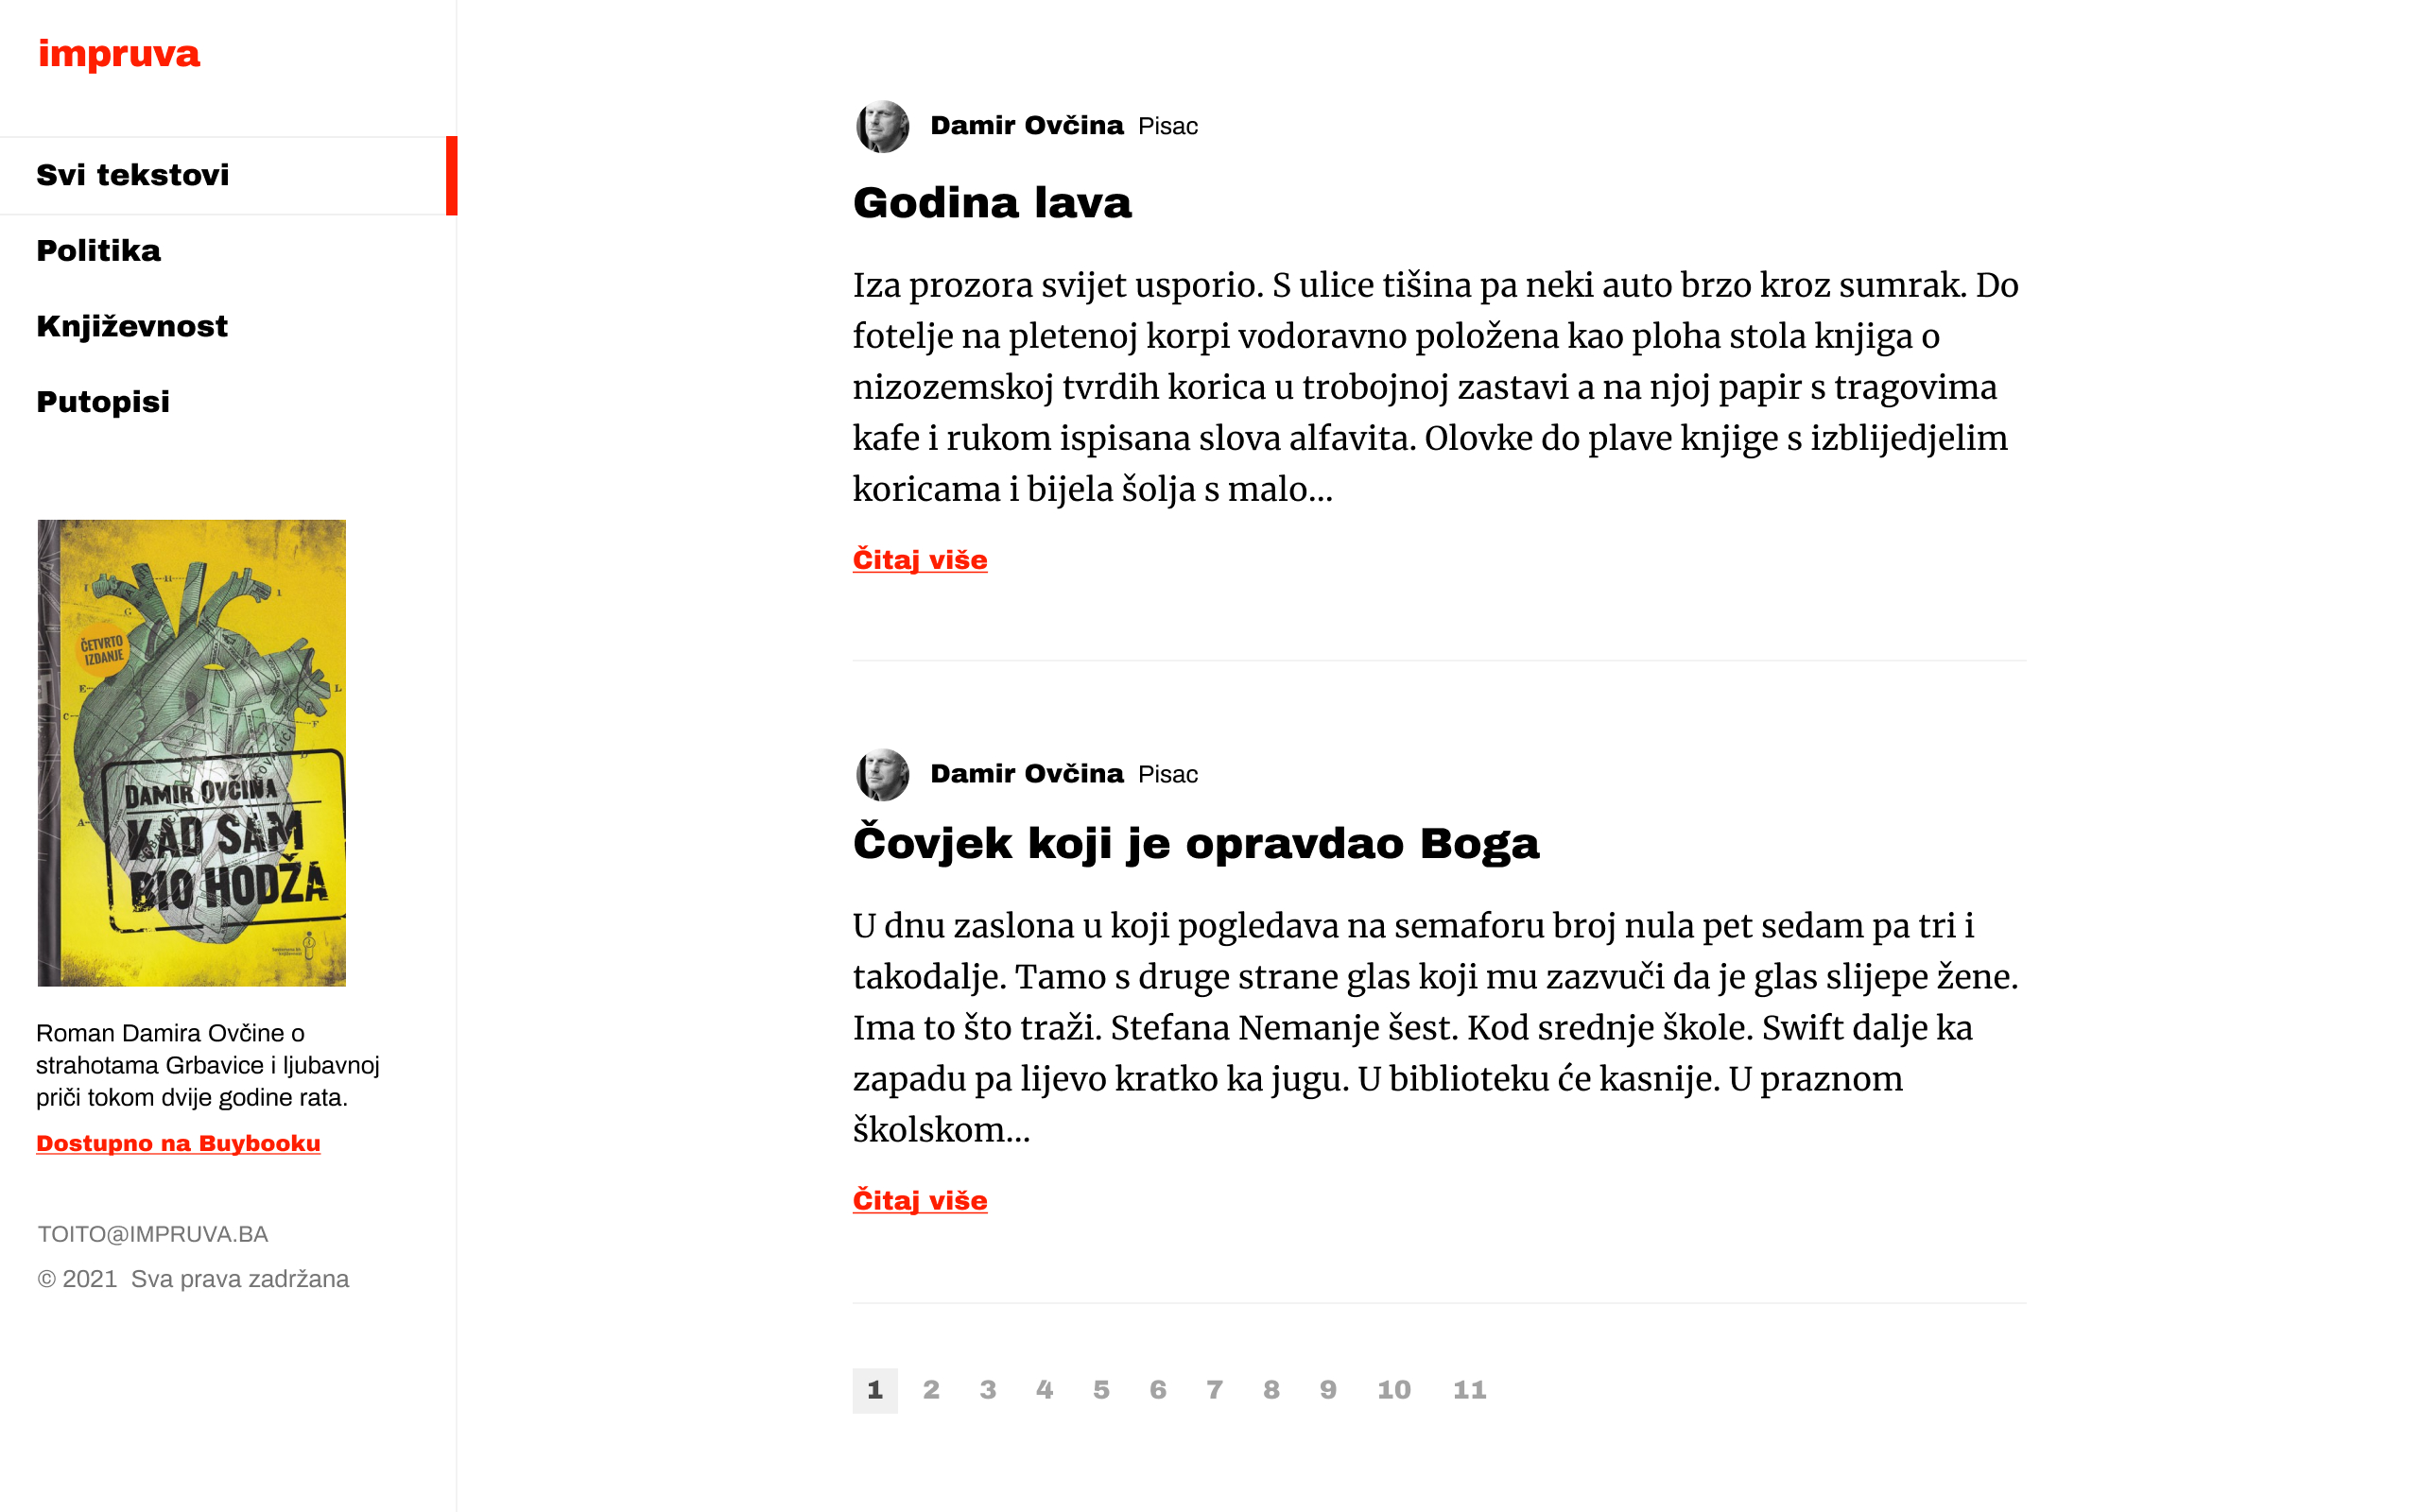 impruva
Svi tekstovi
Politika
Književnost
Putopisi
ČETVRTO
IZDANJE
DAMIR OVČINA
KAD SAM
BIO HODŽA
Roman Damira Ovčine o
strahotama Grbavice i ljubavnoj
priči tokom dvije godine rata.
Dostupno na Buybooku
TOITO@IMPRUVA.BA
© 2021 Sva prava zadržana
Damir Ovčina Pisac
Godina lava
Iza prozora svijet usporio. S ulice tišina pa neki auto brzo kroz sumrak. Do
fotelje na pletenoj korpi vodoravno položena kao ploha stola knjiga o
nizozemskoj tvrdih korica u trobojnoj zastavi a na njoj papir s tragovima
kafe i rukom ispisana slova alfavita. Olovke do plave knjige s izblijedjelim
koricama i bijela šolja s malo...
Čitaj više
Damir Ovčina Pisac
Čovjek koji je opravdao Boga
U dnu zaslona u koji pogledava na semaforu broj nula pet sedam pa tri i
takodalje. Tamo s druge strane glas koji mu zazvuči da je glas slijepe žene.
Ima to što traži. Stefana Nemanje šest. Kod srednje škole. Swift dalje ka
zapadu pa lijevo kratko ka jugu. U biblioteku će kasnije. U praznom
školskom...
Čitaj više
1 2 3 4 5 6 7 8 9 10 11